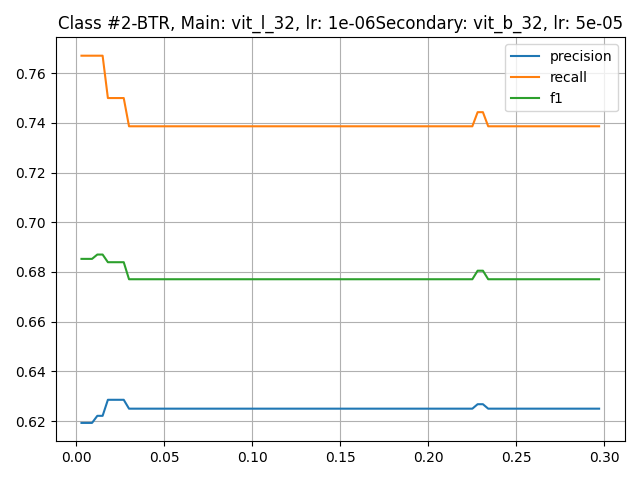 Class #2-BTR, Main: vit_l_32, lr: 1e-06Secondary: vit_b_32, lr: 5e-05
precision
recall
f1
0.76
0.74
0.72
0.70
0.68
0.66
0.64
0.62
0.00 0.05 0.10 0.15 0.20 0.25 0.30